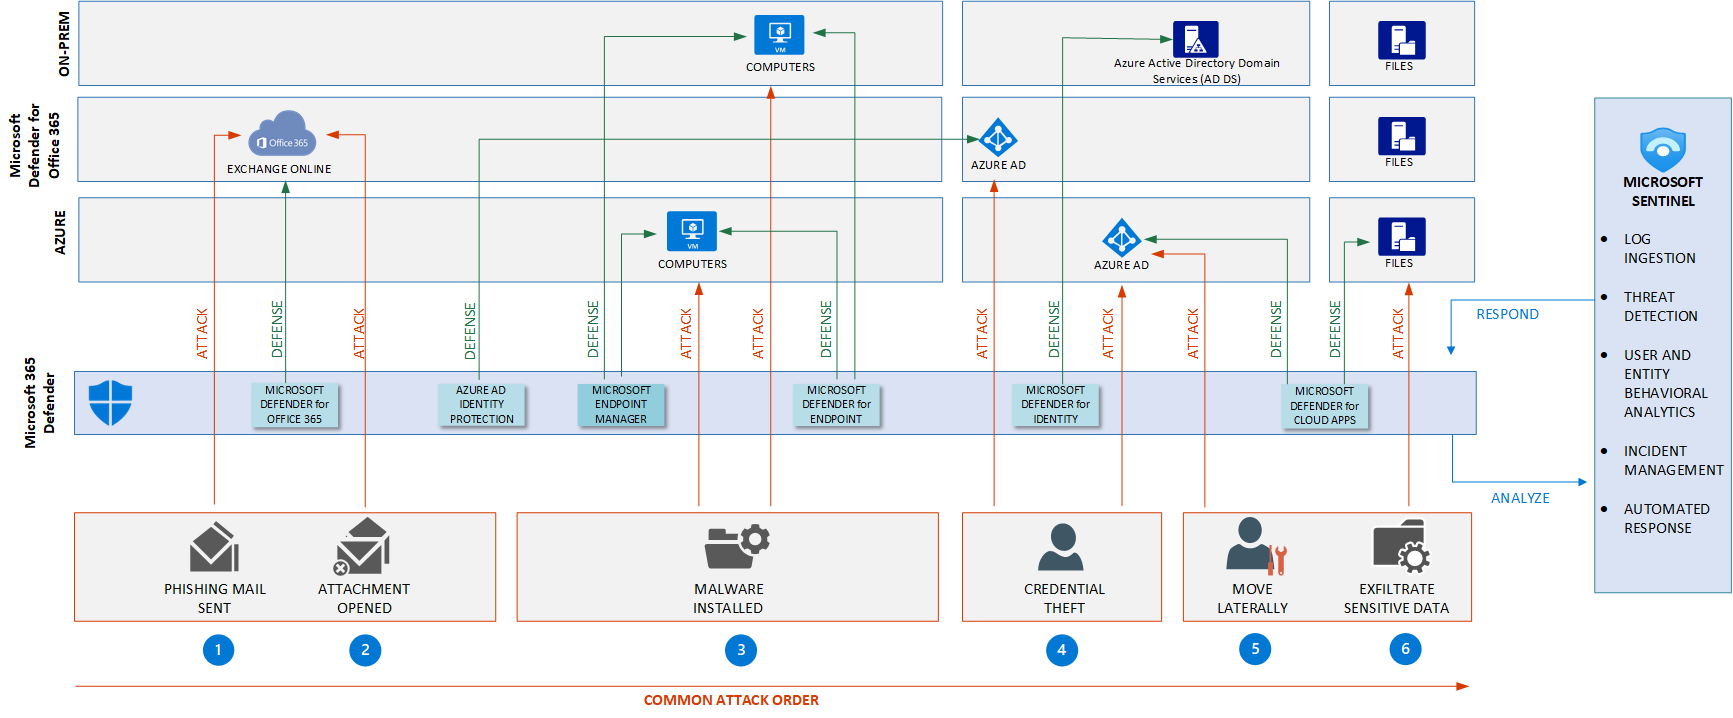 ON-PREM
VM
COMPUTERS
Azure Active Directory Domain
Services (AD DS)
FILES
Microsoft
Defender for
Office 365
Office 365
EXCHANGE ONLINE
AZURE AD
FILES
AZURE
VM
COMPUTERS
AZURE AD
FILES
ATTACK
DEFENSE
ATTACK
DEFENSE
DEFENSE
ATTACK
ATTACK
DEFENSE
ATTACK
DEFENSE
ATTACK
ATTACK
DEFENSE
DEFENSE
ATTACK
RESPOND
Microsoft 365
Defender
MICROSOFT
DEFENDER for
OFFICE 365
AZURE AD
IDENTITY
PROTECTION
MICROSOFT
ENDPOINT
MANAGER
MICROSOFT
DEFENDER for
ENDPOINT
MICROSOFT
DEFENDER for
IDENTITY
MICROSOFT
DEFENDER for
CLOUD APPS
ANALYZE
MICROSOFT
SENTINEL
• LOG
INGESTION
• THREAT
DETECTION
• USER AND
ENTITY
BEHAVIORAL
ANALYTICS
• INCIDENT
MANAGEMENT
• AUTOMATED
RESPONSE
PHISHING MAIL
SENT
ATTACHMENT
OPENED
MALWARE
INSTALLED
CREDENTIAL
THEFT
MOVE
LATERALLY
EXFILTRATE
SENSITIVE DATA
1
2
3
4
5
6
COMMON ATTACK ORDER